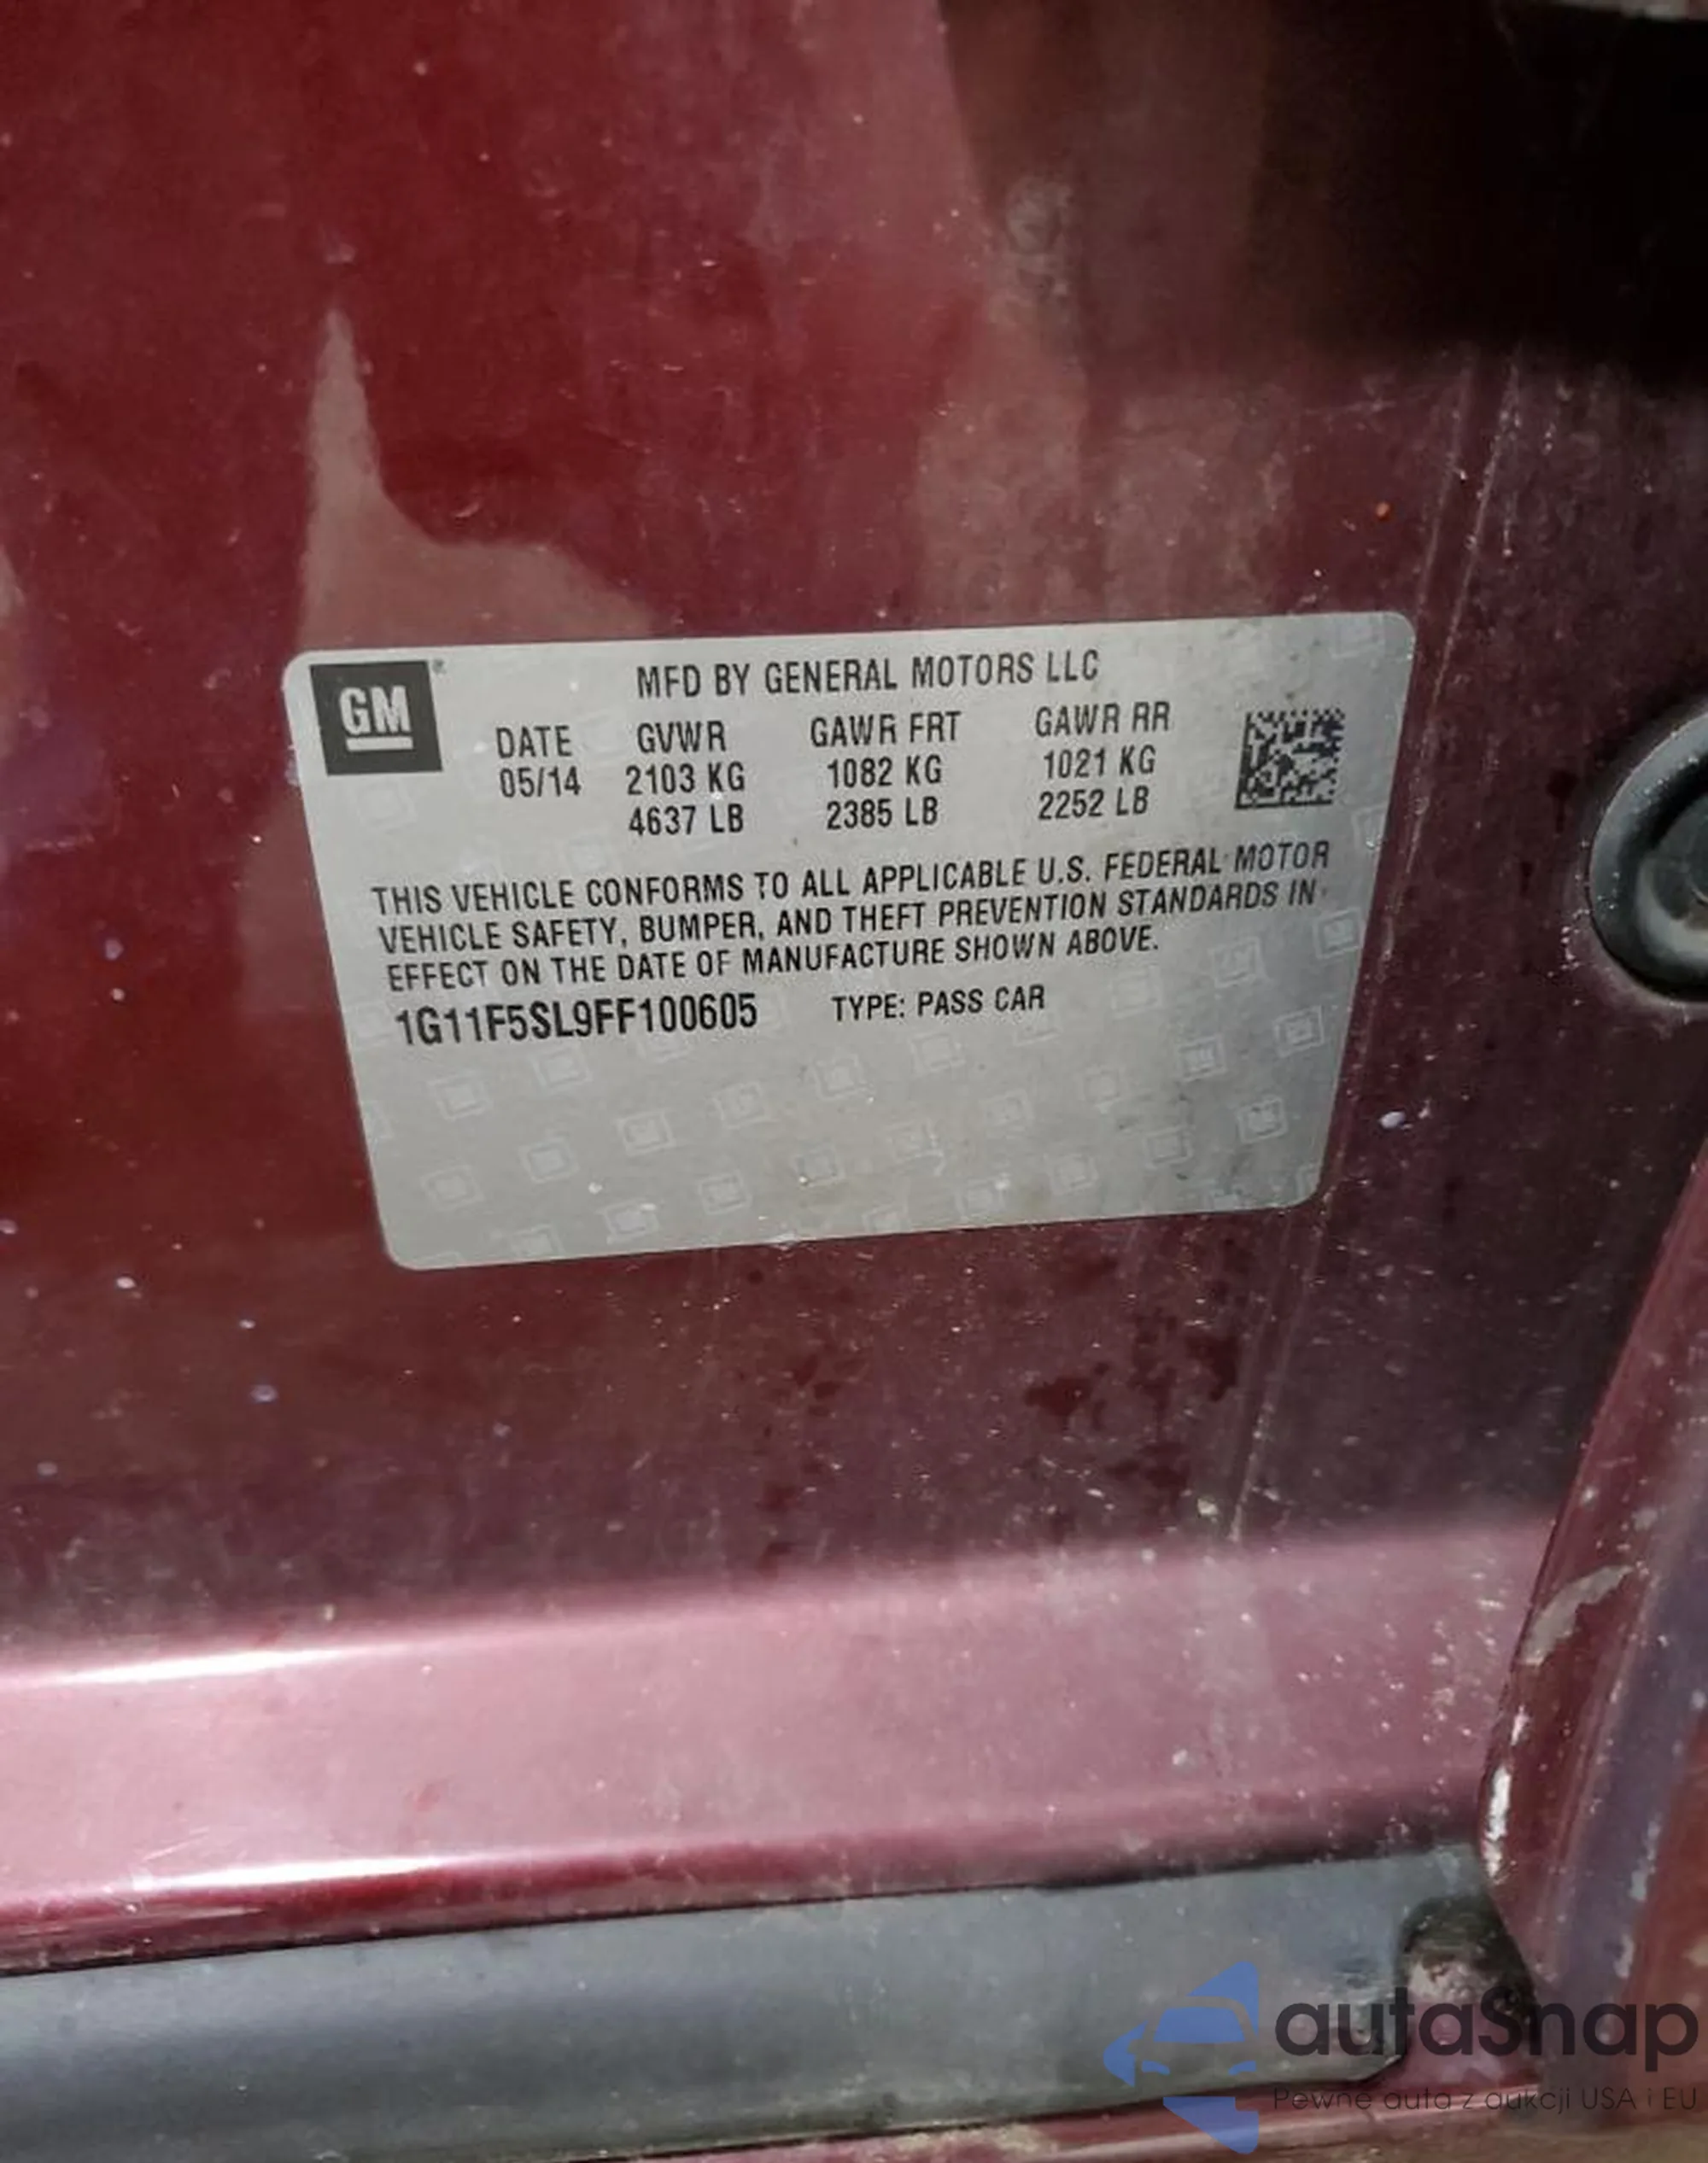 GM
MFD BY GENERAL MOTORS LLC
DATE GVWR GAWR FRT GAWR RR
05/14 2103 KG 1082 KG 1021 KG
4637 LB 2385 LB 2252 LB
THIS VEHICLE CONFORMS TO ALL APPLICABLE U.S. FEDERAL MOTOR
VEHICLE SAFETY, BUMPER, AND THEFT PREVENTION STANDARDS IN
EFFECT ON THE DATE OF MANUFACTURE SHOWN ABOVE.
1G11F5SL9FF100605 TYPE: PASS CAR
autaSnap
Pewne auta z aukcji USA i EU